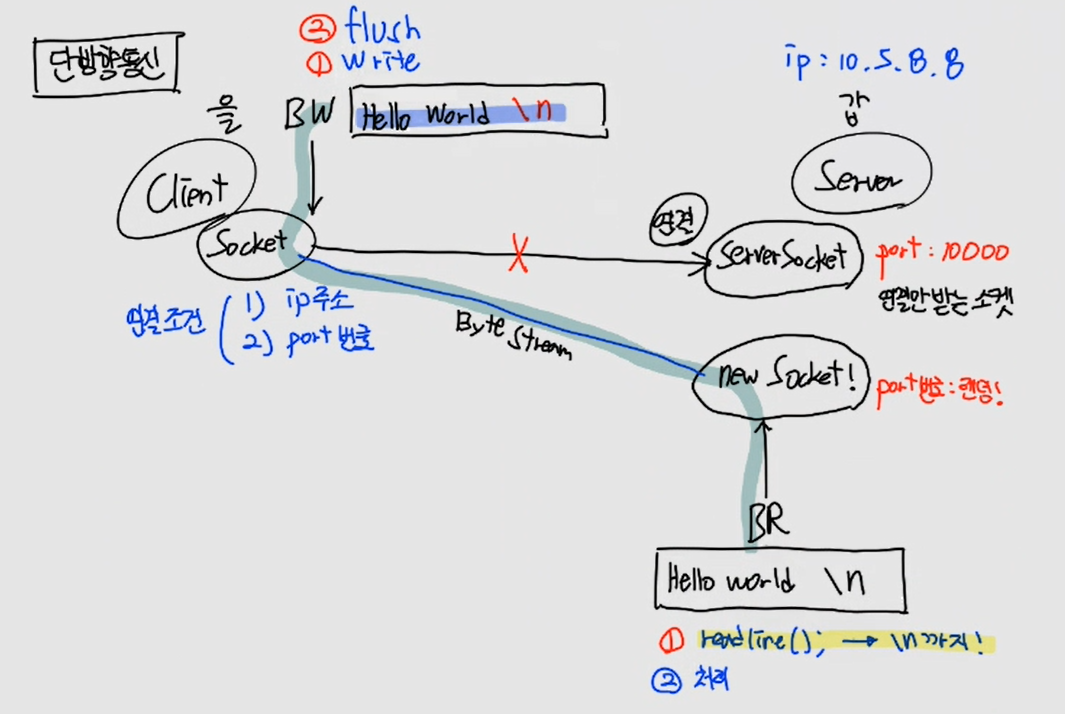 단방향통신
③ flush
① write
ip : 10.5.8.8
을
BW
Hello World \n
갑
Client
Server
Socket
연결
ServerSocket
port : 10000
연결만 받는 소켓
연결조건
1) ip주소
2) port 번호
Byte Stream
new Socket!
port번호 : 랜덤!
BR
Hello world \n
① readline(); → \n까지!
② 처리